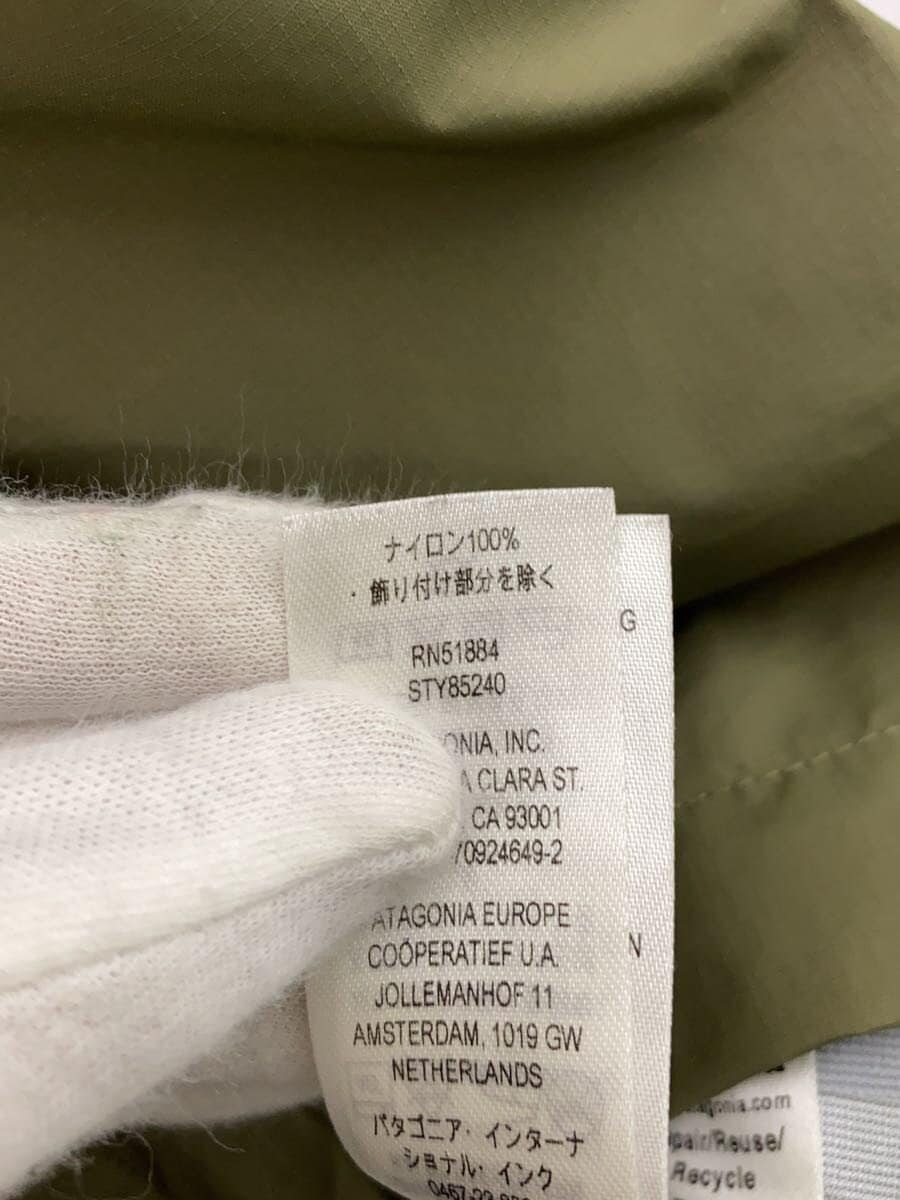 ナイロン100%
・飾り付け部分を除く
RN51884
STY85240
ONIA, INC.
A CLARA ST.
CA 93001
70924649-2
ATAGONIA EUROPE
COÖPERATIEF U.A.
JOLLEMANHOF 11
AMSTERDAM, 1019 GW
NETHERLANDS
パタゴニア・インターナ
ショナル・インク
G
N
agonia.com
pair/Reuse/
Recycle